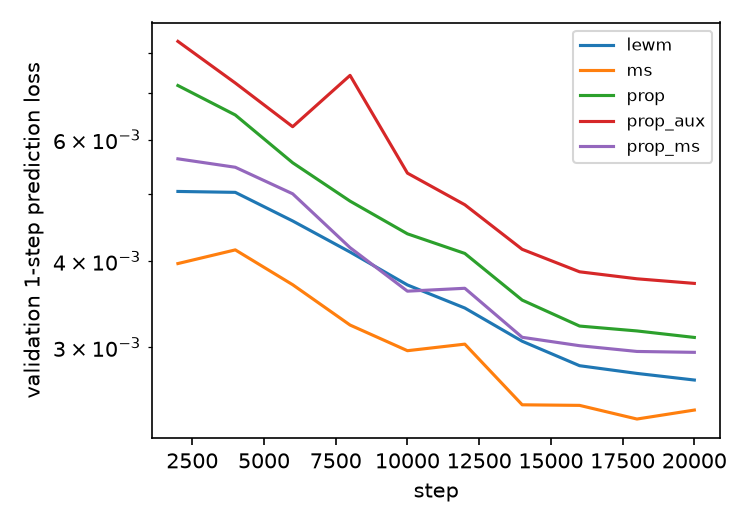 validation 1-step prediction loss
6 × 10⁻³
4 × 10⁻³
3 × 10⁻³
lewm
ms
prop
prop_aux
prop_ms
2500 5000 7500 10000 12500 15000 17500 20000
step